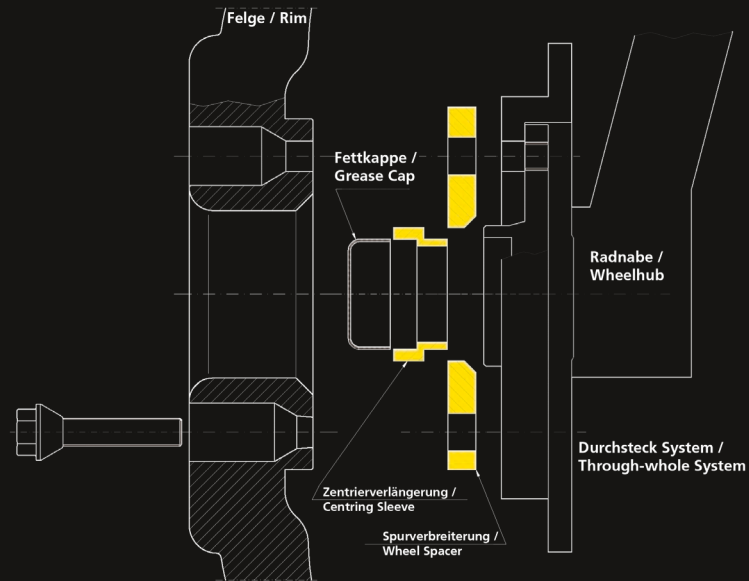 Felge / Rim
Fettkappe /
Grease Cap
Radnabe /
Wheelhub
Durchsteck System /
Through-whole System
Zentrierverlängerung /
Centring Sleeve
Spurverbreiterung /
Wheel Spacer